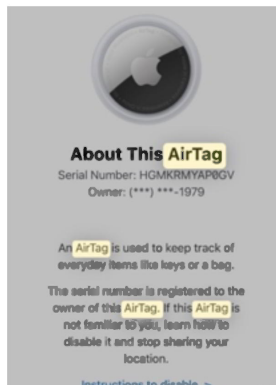 About This AirTag
Serial Number: HGMKRMYAP0GV
Owner: (***) ***-1979
An AirTag is used to keep track of
everyday items like keys or a bag.
The serial number is registered to the
owner of this AirTag. If this AirTag is
not familiar to you, learn how to
disable it and stop sharing your
location.
Instructions to disable >